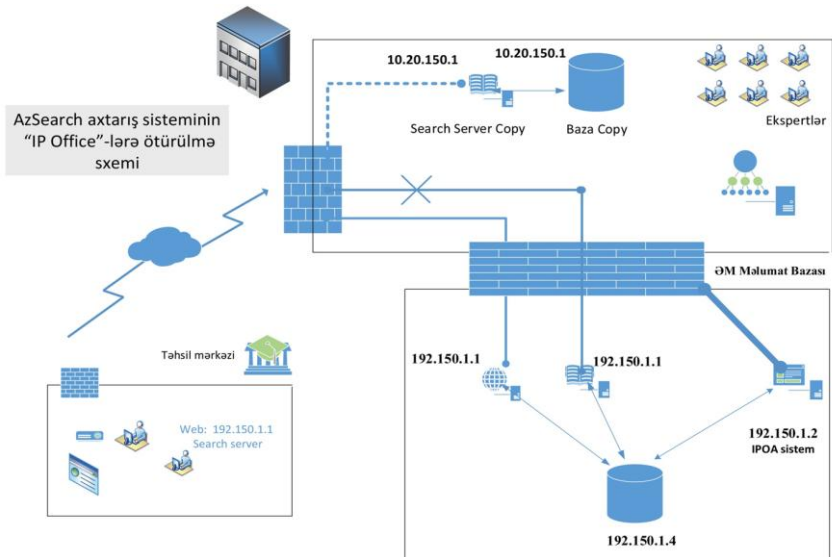 10.20.150.1
10.20.150.1
AzSearch axtarış sisteminin
“IP Office”-lərə ötürülmə
sxemi
Search Server Copy
Baza Copy
Ekspertlər
ƏM Məlumat Bazası
Təhsil mərkəzi
192.150.1.1
192.150.1.1
Web: 192.150.1.1
Search server
192.150.1.2
IPOA sistem
192.150.1.4